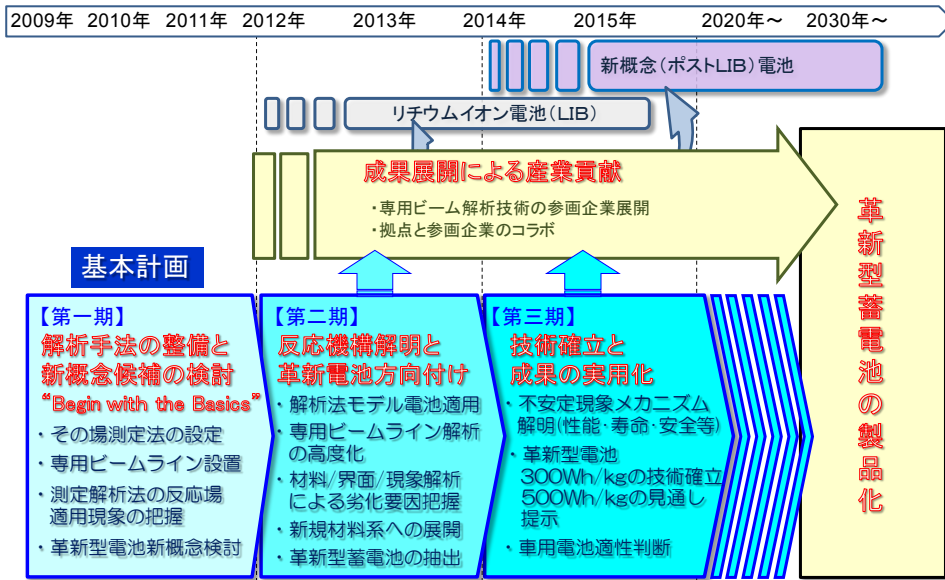 2009年 2010年 2011年 2012年 2013年 2014年 2015年 2020年～ 2030年～
新概念（ポストLIB）電池
リチウムイオン電池（LIB）
成果展開による産業貢献
・専用ビーム解析技術の参画企業展開
・拠点と参画企業のコラボ
基本計画
【第一期】
解析手法の整備と
新概念候補の検討
“Begin with the Basics”
・その場測定法の設定
・専用ビームライン設置
・測定解析法の反応場
適用現象の把握
・革新型電池新概念検討
【第二期】
反応機構解明と
革新電池方向付け
・解析法モデル電池適用
・専用ビームライン解析
の高度化
・材料/界面/現象解析
による劣化要因把握
・新規材料系への展開
・革新型蓄電池の抽出
【第三期】
技術確立と
成果の実用化
・不安定現象メカニズム
解明(性能・寿命・安全等)
・革新型電池
300Wh/kgの技術確立
500Wh/kgの見通し
提示
・車用電池適性判断
革新型蓄電池の製品化